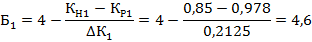 Б₁ = 4 − (К_Н1 − К_Р1)/ΔК₁ = 4 − (0,85 − 0,978)/0,2125 = 4,6